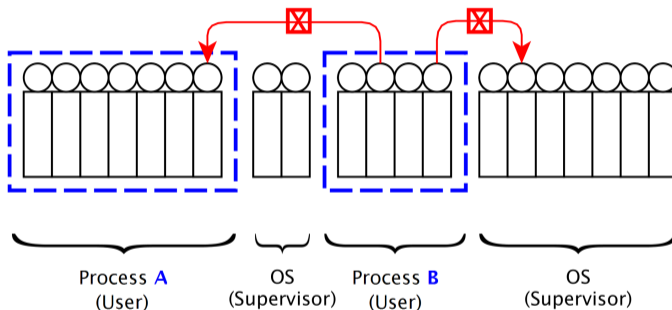 Process A
(User)
OS
(Supervisor)
Process B
(User)
OS
(Supervisor)